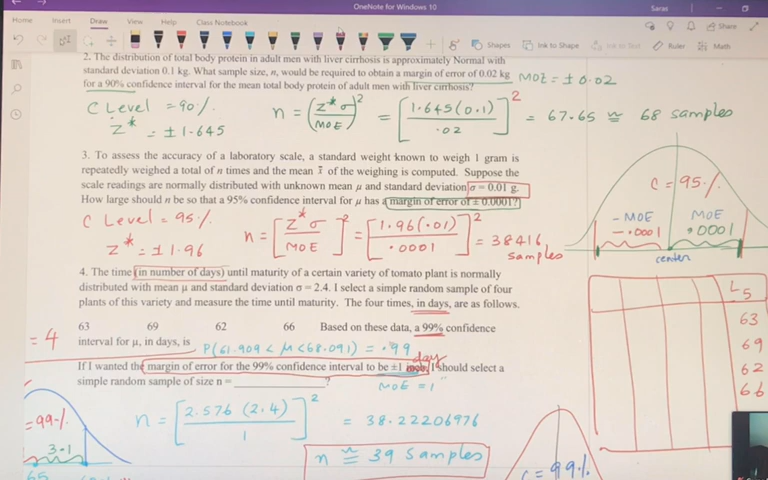 OneNote for Windows 10
Saras
Home Insert Draw View Help Class Notebook
Share
Shapes Ink to Shape Ink to Text Ruler Math
2. The distribution of total body protein in adult men with liver cirrhosis is approximately Normal with
standard deviation 0.1 kg. What sample size, n, would be required to obtain a margin of error of 0.02 kg
MOE = ± 0.02
for a 90% confidence interval for the mean total body protein of adult men with liver cirrhosis?
C Level = 90%
n = (z* σ / MOE)² = [1.645(0.1) / .02]² = 67.65 ≈ 68 samples
z* = ±1.645
3. To assess the accuracy of a laboratory scale, a standard weight known to weigh 1 gram is
repeatedly weighed a total of n times and the mean x̄ of the weighing is computed. Suppose the
scale readings are normally distributed with unknown mean μ and standard deviation σ = 0.01 g.
How large should n be so that a 95% confidence interval for μ has a margin of error of ± 0.0001?
C = 95%
-MOE
-.0001
MOE
.0001
center
C Level = 95%
z* = ±1.96
n = [z* σ / MOE]² = [1.96(.01) / .0001]² = 38416
samples
4. The time (in number of days) until maturity of a certain variety of tomato plant is normally
distributed with mean μ and standard deviation σ = 2.4. I select a simple random sample of four
plants of this variety and measure the time until maturity. The four times, in days, are as follows.
L5
63
69
62
66
= 4
63 69 62 66 Based on these data, a 99% confidence
interval for μ, in days, is
P(61.909 < μ < 68.091) = .99
day
If I wanted the margin of error for the 99% confidence interval to be ±1 inch, I should select a
simple random sample of size n = ____________?
MOE = 1
n = [2.576 (2.4) / 1]² = 38.22206976
n ≅ 39 samples
=99%
3.1
65
C = 99%